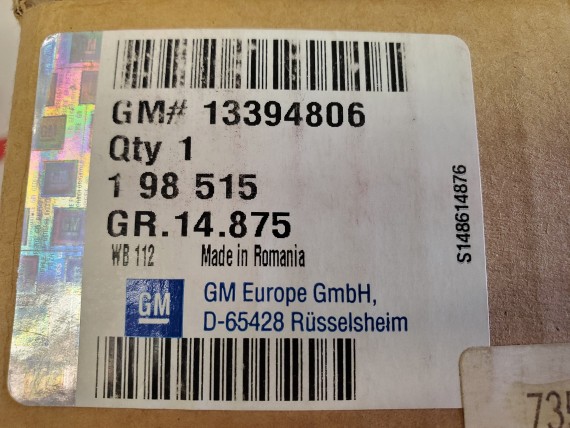 GM# 13394806
Qty 1
1 98 515
GR.14.875
WB 112 Made in Romania
GM
GM Europe GmbH,
D-65428 Rüsselsheim
S148614876